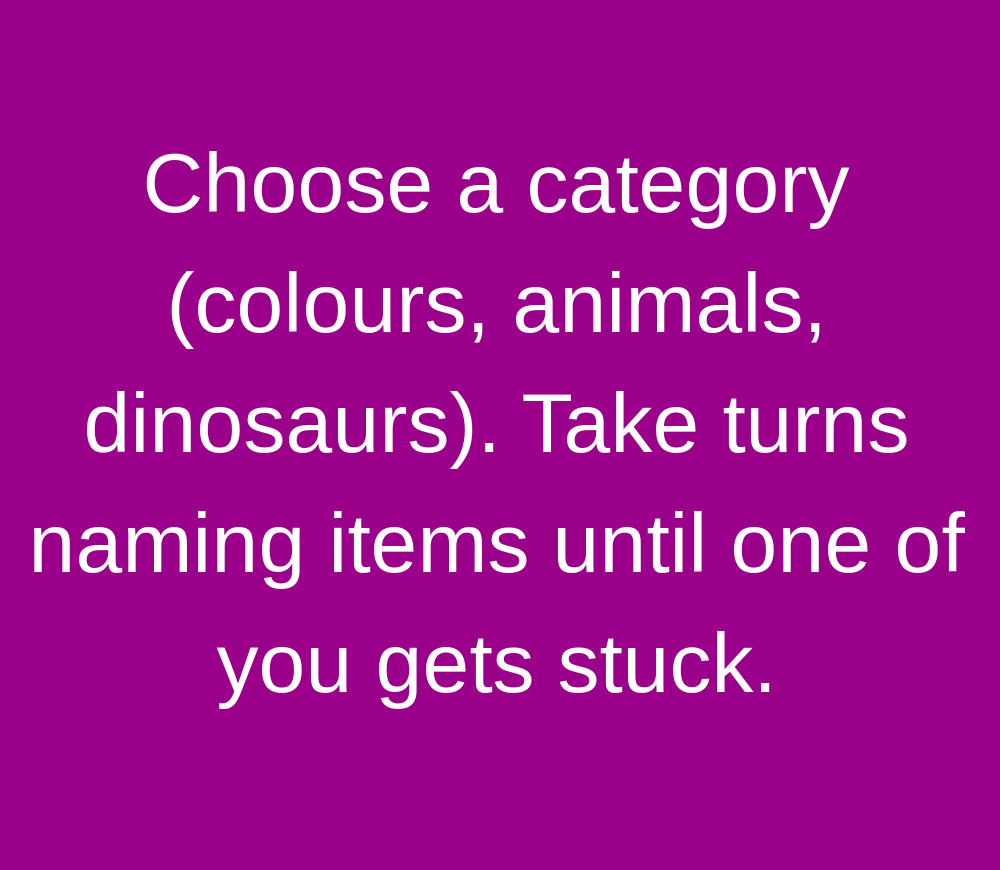 Choose a category
(colours, animals,
dinosaurs). Take turns
naming items until one of
you gets stuck.